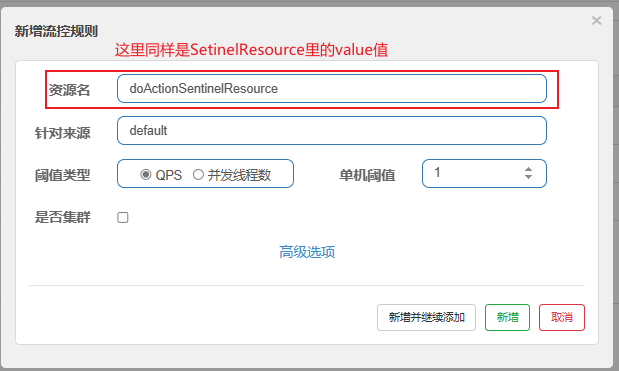 新增流控规则
×
这里同样是SetinelResource里的value值
资源名 doActionSentinelResource
针对来源 default
阈值类型 QPS 并发线程数 单机阈值 1
是否集群
高级选项
新增并继续添加 新增 取消